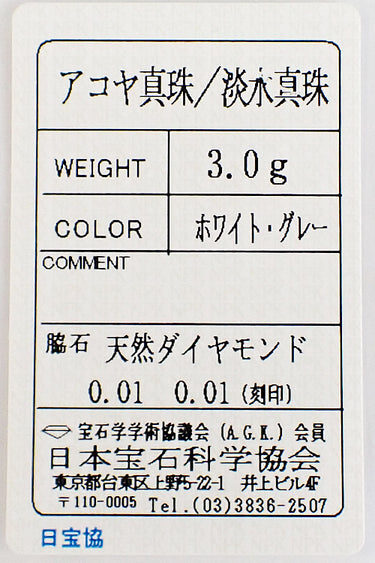 アコヤ真珠/淡水真珠
WEIGHT 3.0g
COLOR ホワイト・グレー
COMMENT
脇石 天然ダイヤモンド
0.01 0.01(刻印)
宝石学学術協議会(A.G.K.)会員
日本宝石科学協会
東京都台東区上野5-22-1 井上ビル4F
〒110-0005 Tel.(03)3836-2507
日宝協